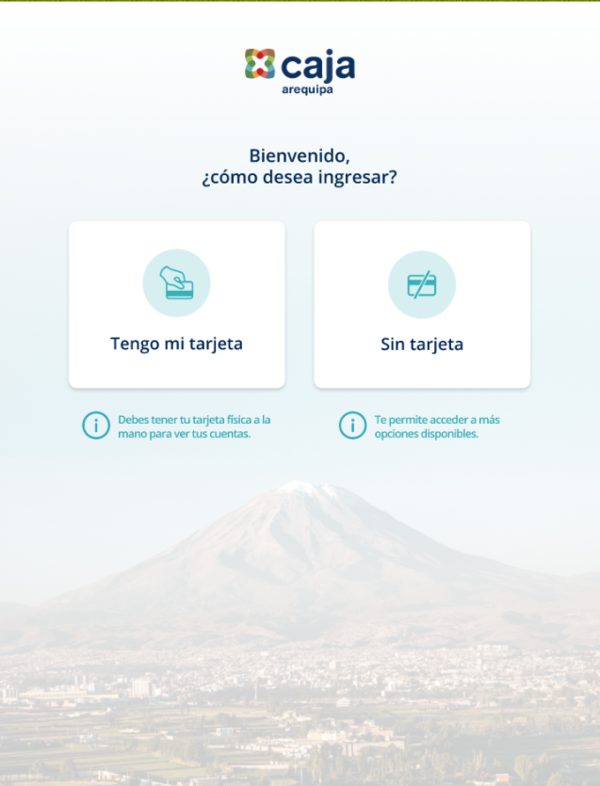 caja
arequipa
Bienvenido,
¿cómo desea ingresar?
Tengo mi tarjeta
Sin tarjeta
Debes tener tu tarjeta física a la
mano para ver tus cuentas.
Te permite acceder a más
opciones disponibles.